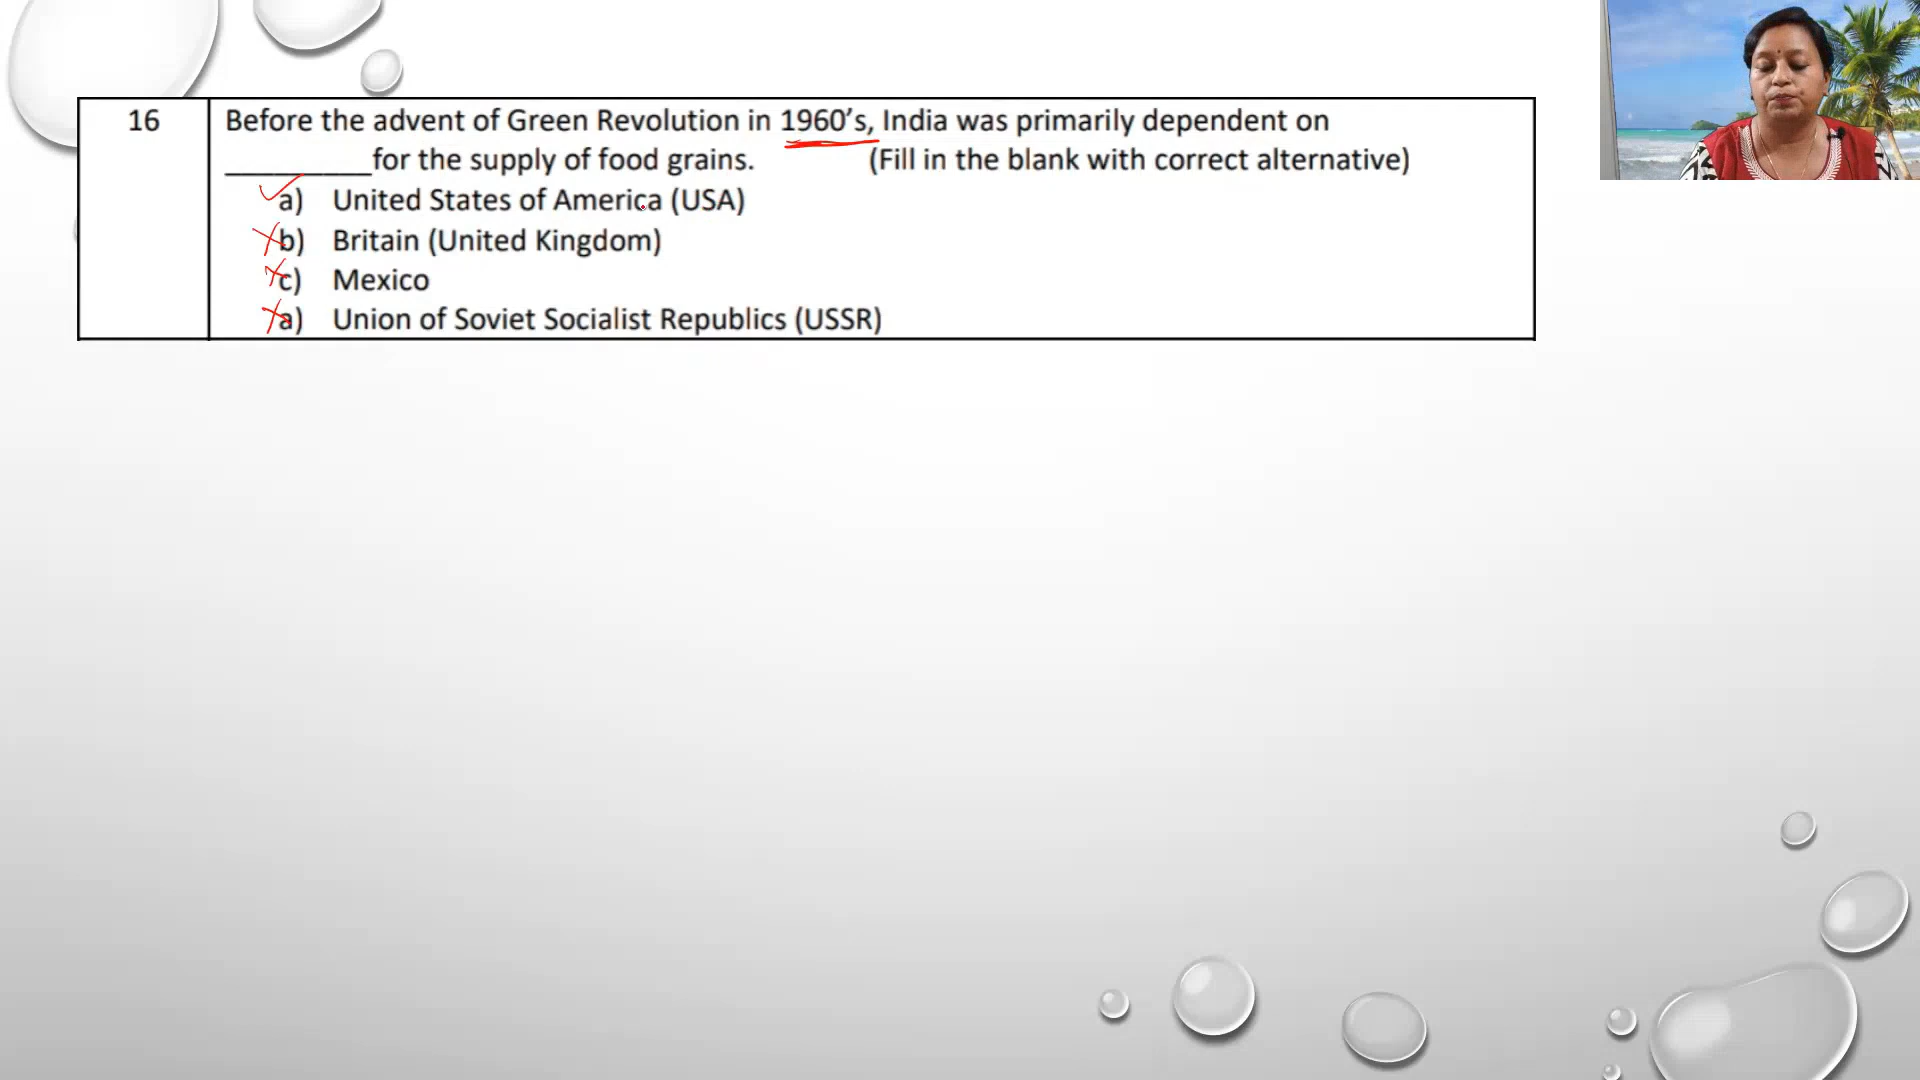 16
Before the advent of Green Revolution in 1960's, India was primarily dependent on
_________for the supply of food grains. (Fill in the blank with correct alternative)
a) United States of America (USA)
b) Britain (United Kingdom)
c) Mexico
a) Union of Soviet Socialist Republics (USSR)